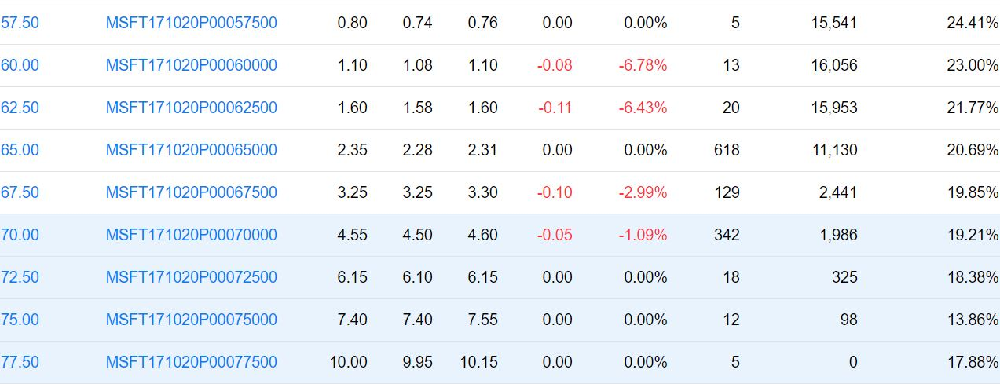 57.50 MSFT171020P00057500 0.80 0.74 0.76 0.00 0.00% 5 15,541 24.41%
60.00 MSFT171020P00060000 1.10 1.08 1.10 -0.08 -6.78% 13 16,056 23.00%
62.50 MSFT171020P00062500 1.60 1.58 1.60 -0.11 -6.43% 20 15,953 21.77%
65.00 MSFT171020P00065000 2.35 2.28 2.31 0.00 0.00% 618 11,130 20.69%
67.50 MSFT171020P00067500 3.25 3.25 3.30 -0.10 -2.99% 129 2,441 19.85%
70.00 MSFT171020P00070000 4.55 4.50 4.60 -0.05 -1.09% 342 1,986 19.21%
72.50 MSFT171020P00072500 6.15 6.10 6.15 0.00 0.00% 18 325 18.38%
75.00 MSFT171020P00075000 7.40 7.40 7.55 0.00 0.00% 12 98 13.86%
77.50 MSFT171020P00077500 10.00 9.95 10.15 0.00 0.00% 5 0 17.88%